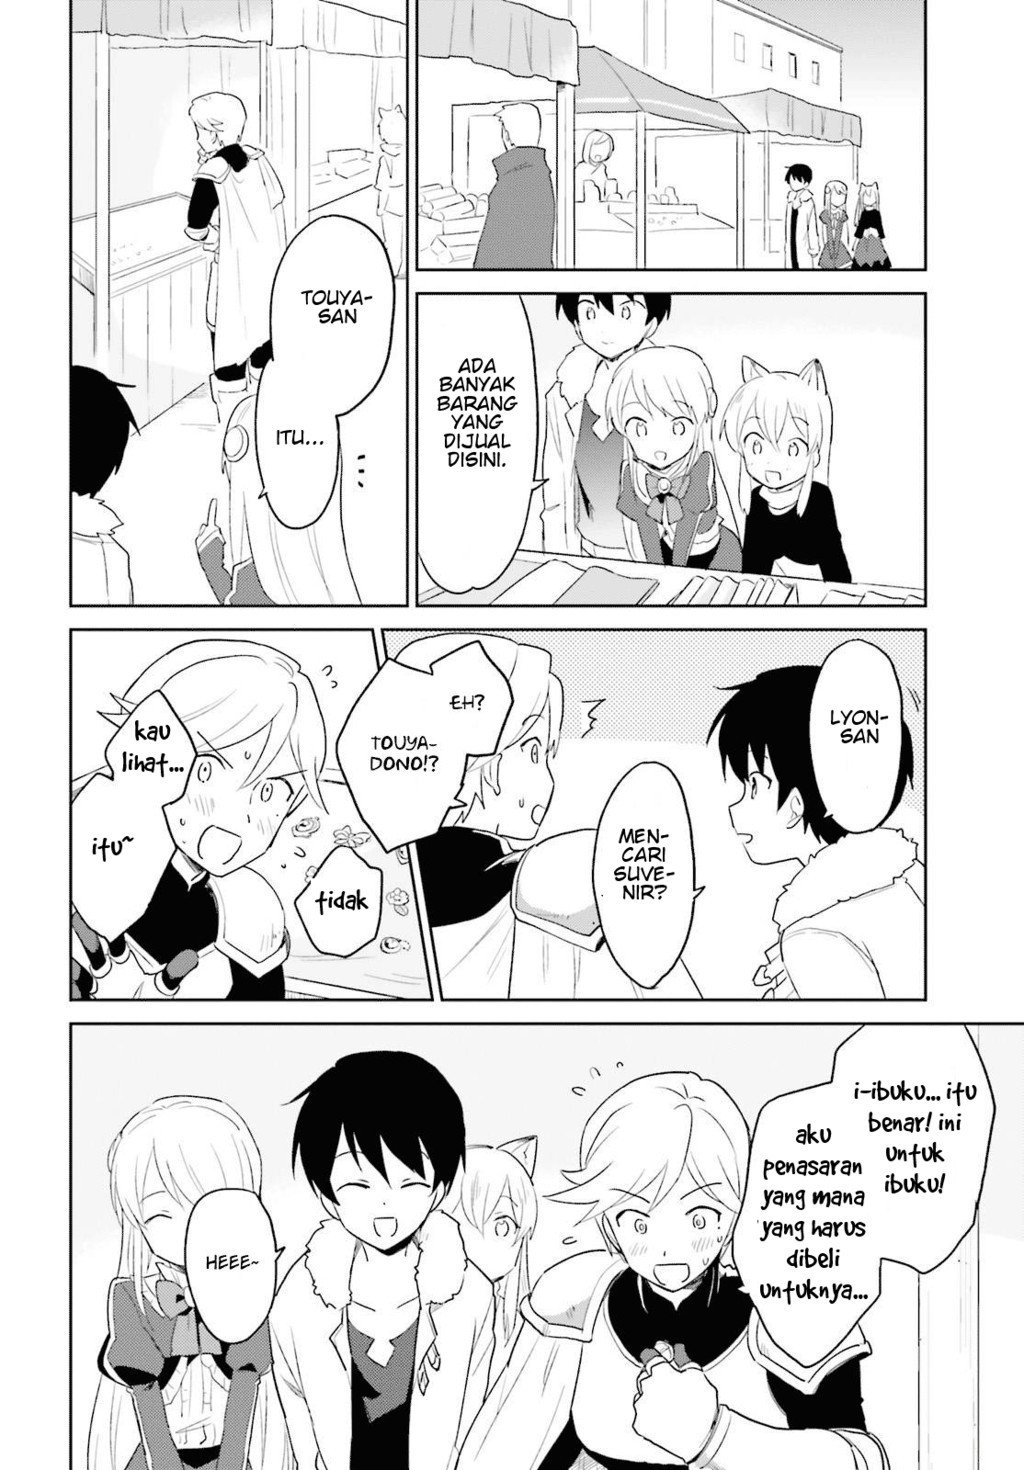 ADA
BANYAK
BARANG
YANG
DIJUAL
DISINI.
TOUYA-
SAN
ITU...
LYON-
SAN
MEN-
CARI
SUVE-
NIR?
EH?
TOUYA-
DONO!?
tidak
kau
lihat...
itu~
i-ibuku... itu
benar! ini
untuk
ibuku!
aku
penasaran
yang mana
yang harus
dibeli
untuknya...
HEEE~